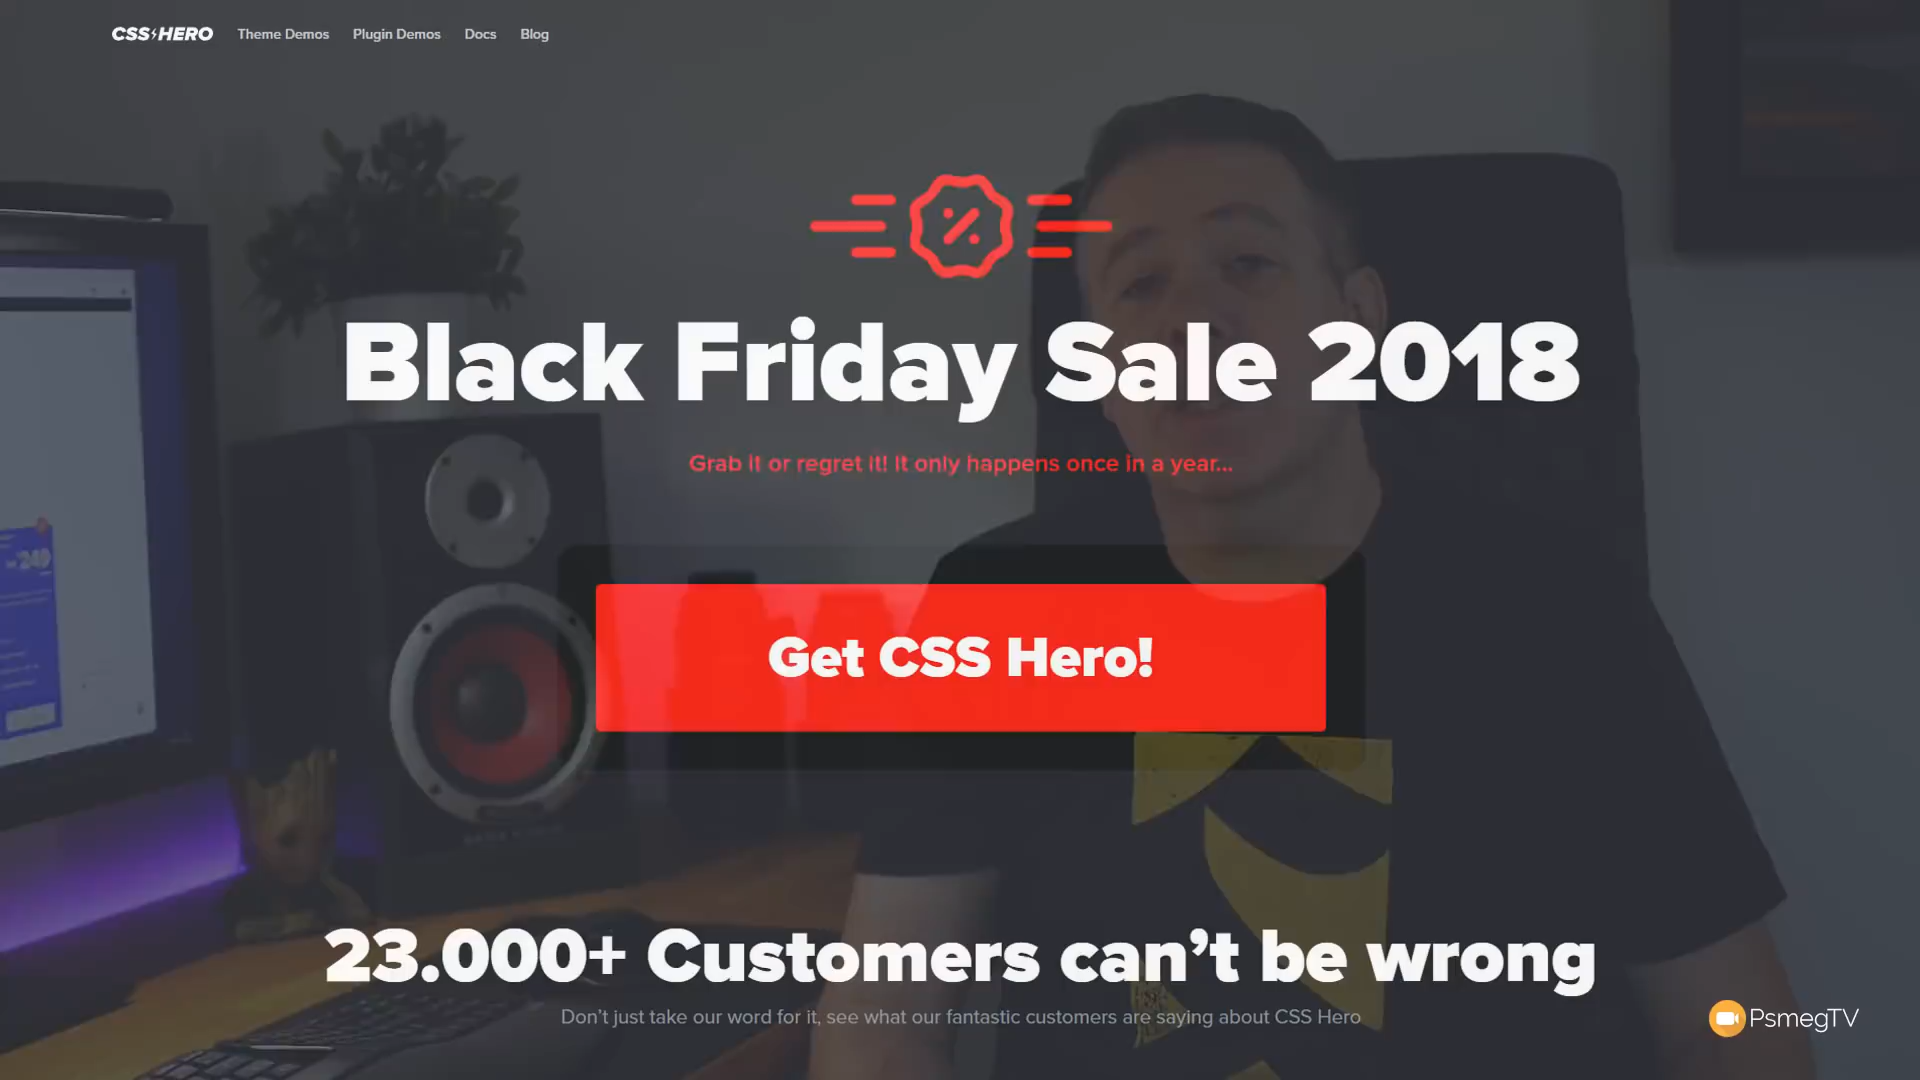 CSS HERO Theme Demos Plugin Demos Docs Blog
Black Friday Sale 2018
Grab it or regret it! It only happens once in a year...
Get CSS Hero!
23.000+ Customers can't be wrong
Don't just take our word for it, see what our fantastic customers are saying about CSS Hero
PsmegTV